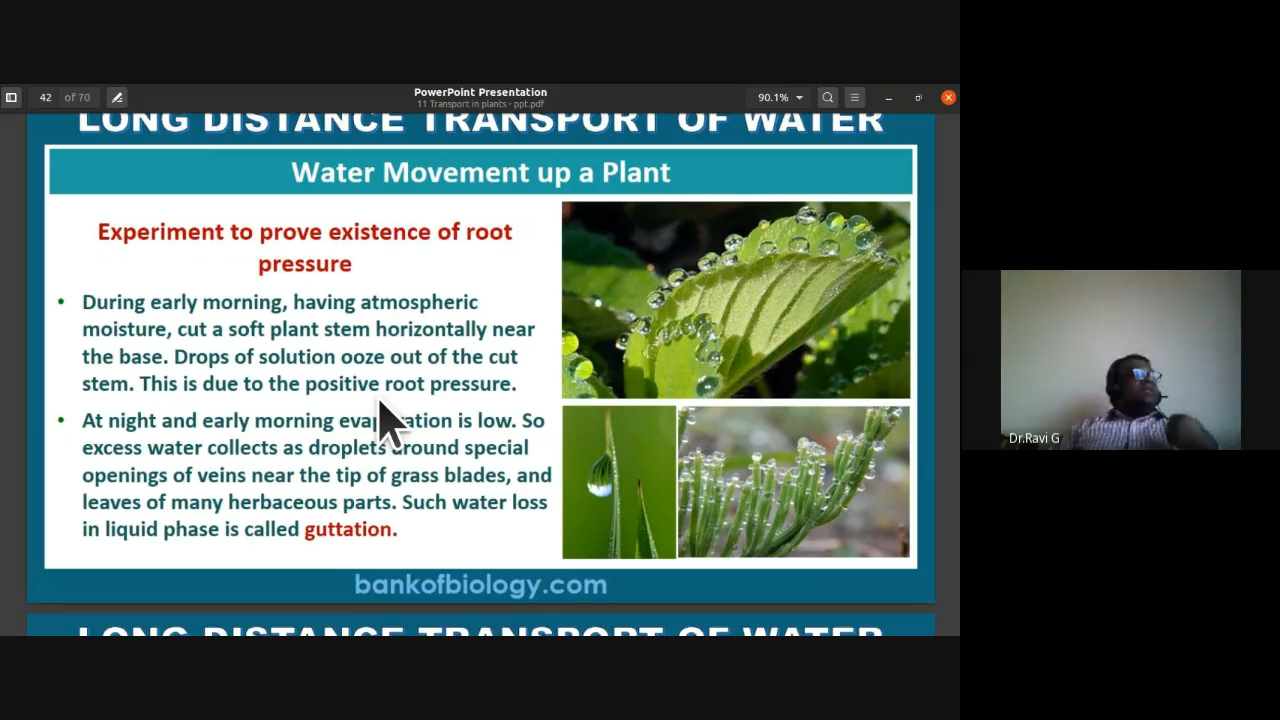 42 of 70
PowerPoint Presentation
11 Transport in plants - ppt.pdf
90.1%
LONG DISTANCE TRANSPORT OF WATER
Water Movement up a Plant
Experiment to prove existence of root
pressure
• During early morning, having atmospheric
moisture, cut a soft plant stem horizontally near
the base. Drops of solution ooze out of the cut
stem. This is due to the positive root pressure.
• At night and early morning evaporation is low. So
excess water collects as droplets around special
openings of veins near the tip of grass blades, and
leaves of many herbaceous parts. Such water loss
in liquid phase is called guttation.
bankofbiology.com
LONG DISTANCE TRANSPORT OF WATER
Dr.Ravi G